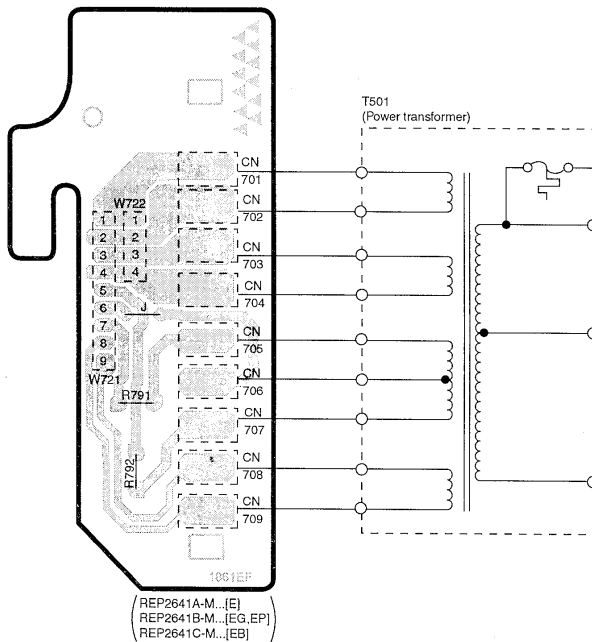 T501
(Power transformer)
CN
701
CN
702
CN
703
CN
704
CN
705
CN
706
CN
707
CN
708
CN
709
W722
1 1
2 2
3 3
4 4
5
6
7
8
9
W721
J
R791
R792
1861EF
REP2641A-M...[E]
REP2641B-M...[EG,EP]
REP2641C-M...[EB]